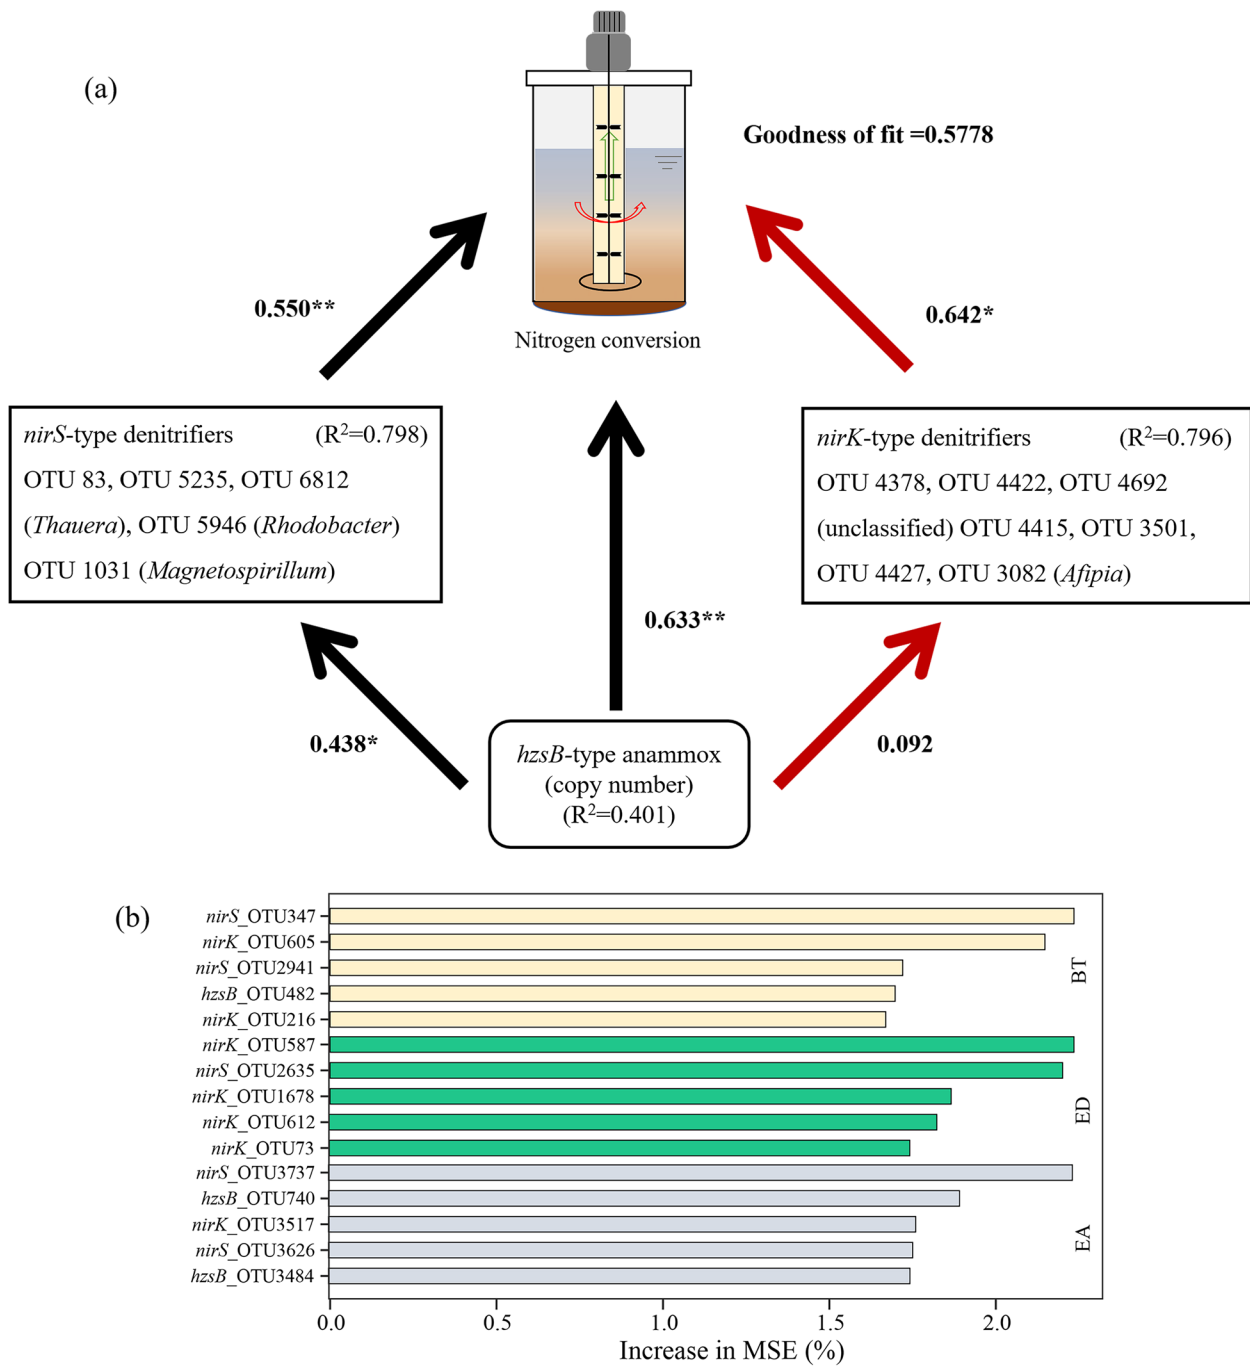 (a)
Goodness of fit =0.5778
0.550**
0.642*
Nitrogen conversion
nirS-type denitrifiers (R²=0.798)
OTU 83, OTU 5235, OTU 6812
(Thauera), OTU 5946 (Rhodobacter)
OTU 1031 (Magnetospirillum)
nirK-type denitrifiers (R²=0.796)
OTU 4378, OTU 4422, OTU 4692
(unclassified) OTU 4415, OTU 3501,
OTU 4427, OTU 3082 (Afipia)
0.633**
0.438*
0.092
hzsB-type anammox
(copy number)
(R²=0.401)
(b)
nirS_OTU347
nirK_OTU605
nirS_OTU2941
hzsB_OTU482
nirK_OTU216
BT
nirK_OTU587
nirS_OTU2635
nirK_OTU1678
nirK_OTU612
nirK_OTU73
ED
nirS_OTU3737
hzsB_OTU740
nirK_OTU3517
nirS_OTU3626
hzsB_OTU3484
EA
0.0 0.5 1.0 1.5 2.0
Increase in MSE (%)